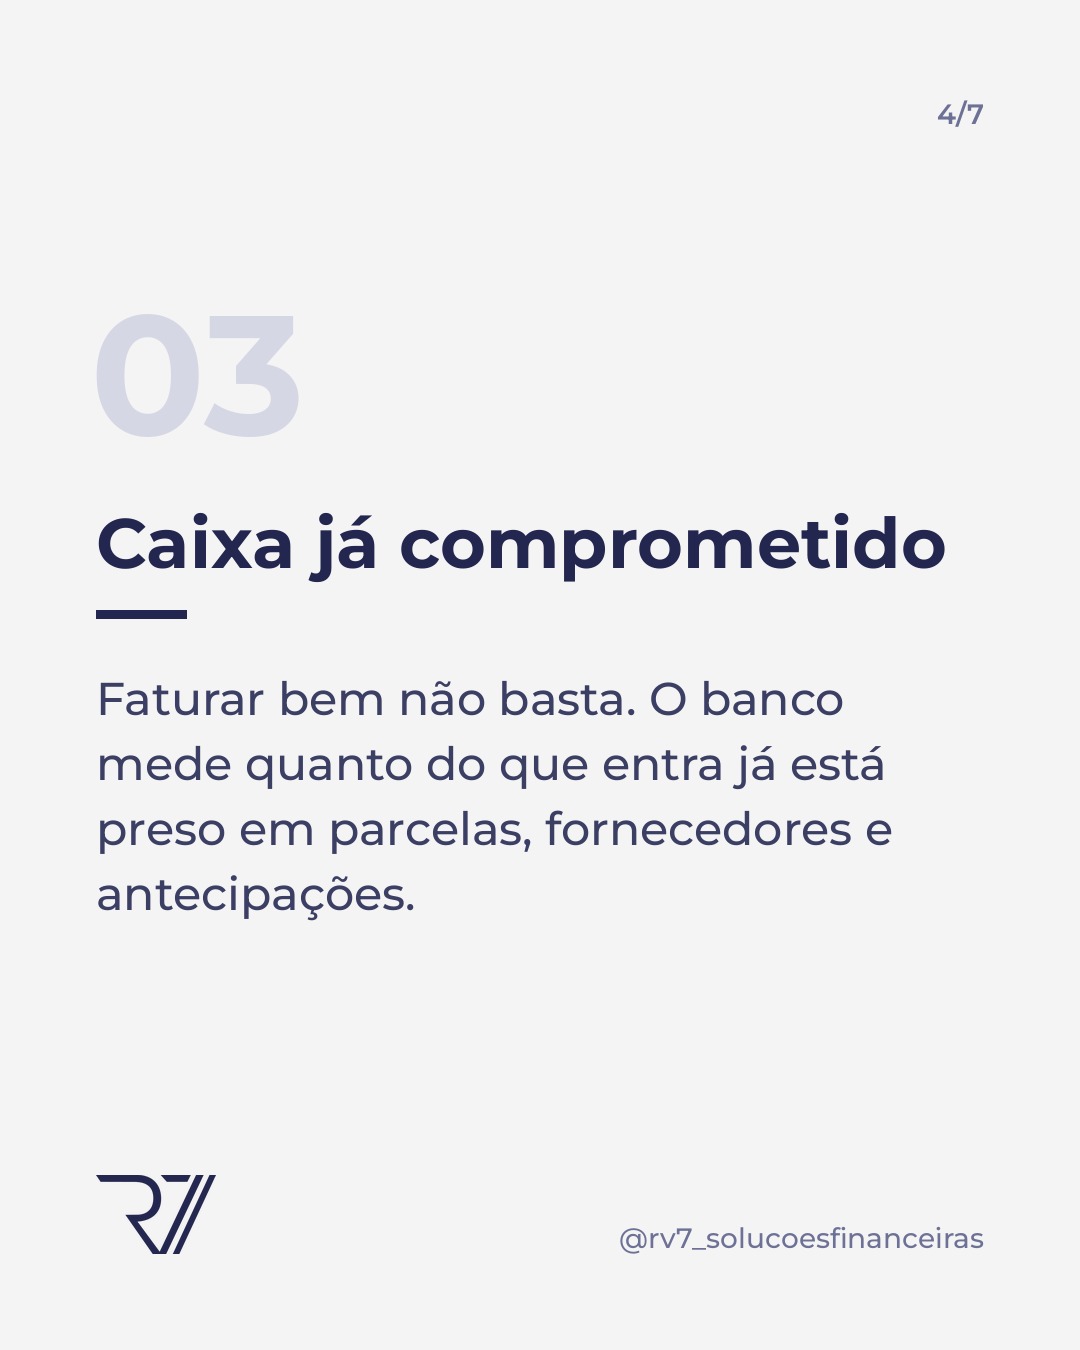 4/7
03
Caixa já comprometido
Faturar bem não basta. O banco
mede quanto do que entra já está
preso em parcelas, fornecedores e
antecipações.
RV7
@rv7_solucoesfinanceiras